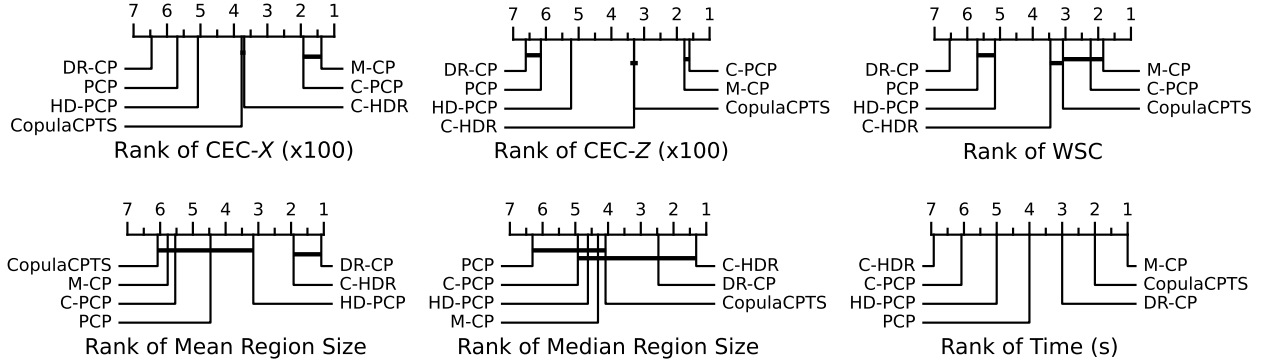 7 6 5 4 3 2 1
DR-CP
PCP
HD-PCP
CopulaCPTS
M-CP
C-PCP
C-HDR
Rank of CEC-X (x100)
7 6 5 4 3 2 1
DR-CP
PCP
HD-PCP
C-HDR
C-PCP
M-CP
CopulaCPTS
Rank of CEC-Z (x100)
7 6 5 4 3 2 1
DR-CP
PCP
HD-PCP
C-HDR
M-CP
C-PCP
CopulaCPTS
Rank of WSC
7 6 5 4 3 2 1
CopulaCPTS
M-CP
C-PCP
PCP
DR-CP
C-HDR
HD-PCP
Rank of Mean Region Size
7 6 5 4 3 2 1
PCP
C-PCP
HD-PCP
M-CP
C-HDR
DR-CP
CopulaCPTS
Rank of Median Region Size
7 6 5 4 3 2 1
C-HDR
C-PCP
HD-PCP
PCP
M-CP
CopulaCPTS
DR-CP
Rank of Time (s)